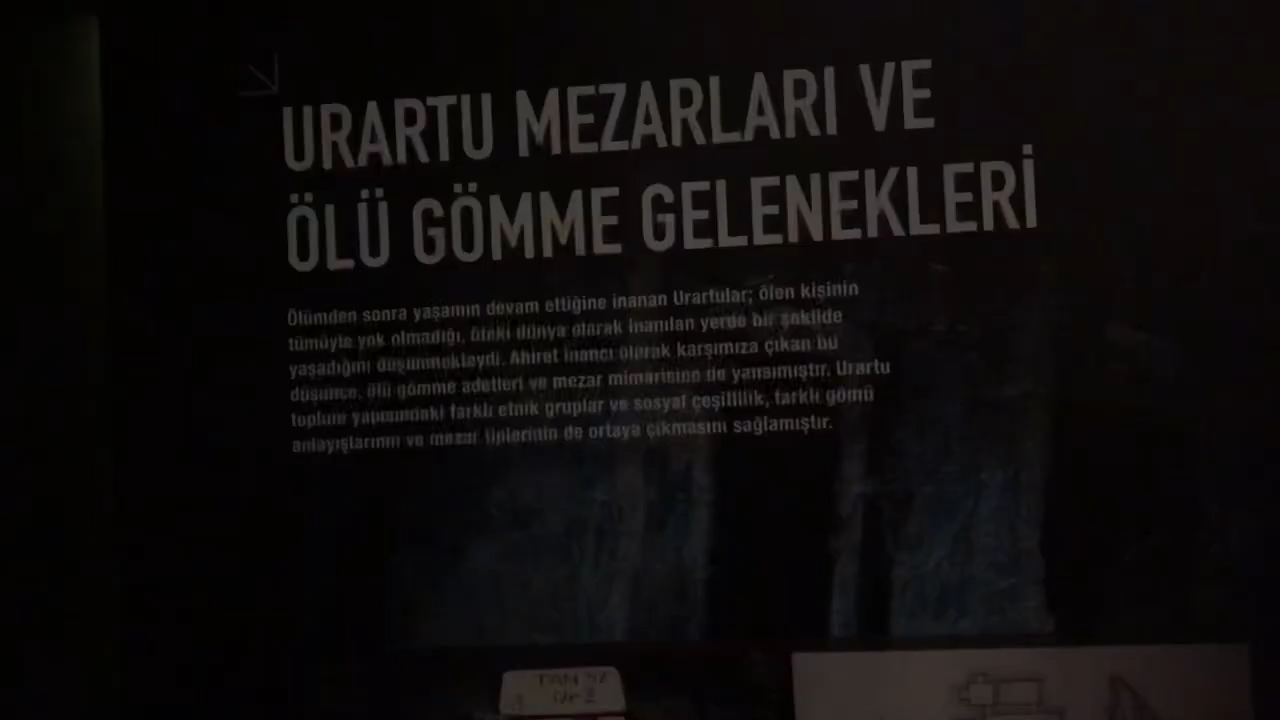 URARTU MEZARLARI VE
ÖLÜ GÖMME GELENEKLERİ
Ölümden sonra yaşamın devam ettiğine inanan Urartular; ölen kişinin
tümüyle yok olmadığı, öteki dünya olarak inanılan yerde bir şekilde
yaşadığını düşünmekteydi. Ahiret inancı olarak karşımıza çıkan bu
düşünce, ölü gömme adetleri ve mezar mimarisine de yansımıştır. Urartu
toplum yapısındaki farklı etnik gruplar ve sosyal çeşitlilik, farklı gömü
anlayışlarının ve mezar tiplerinin de ortaya çıkmasını sağlamıştır.